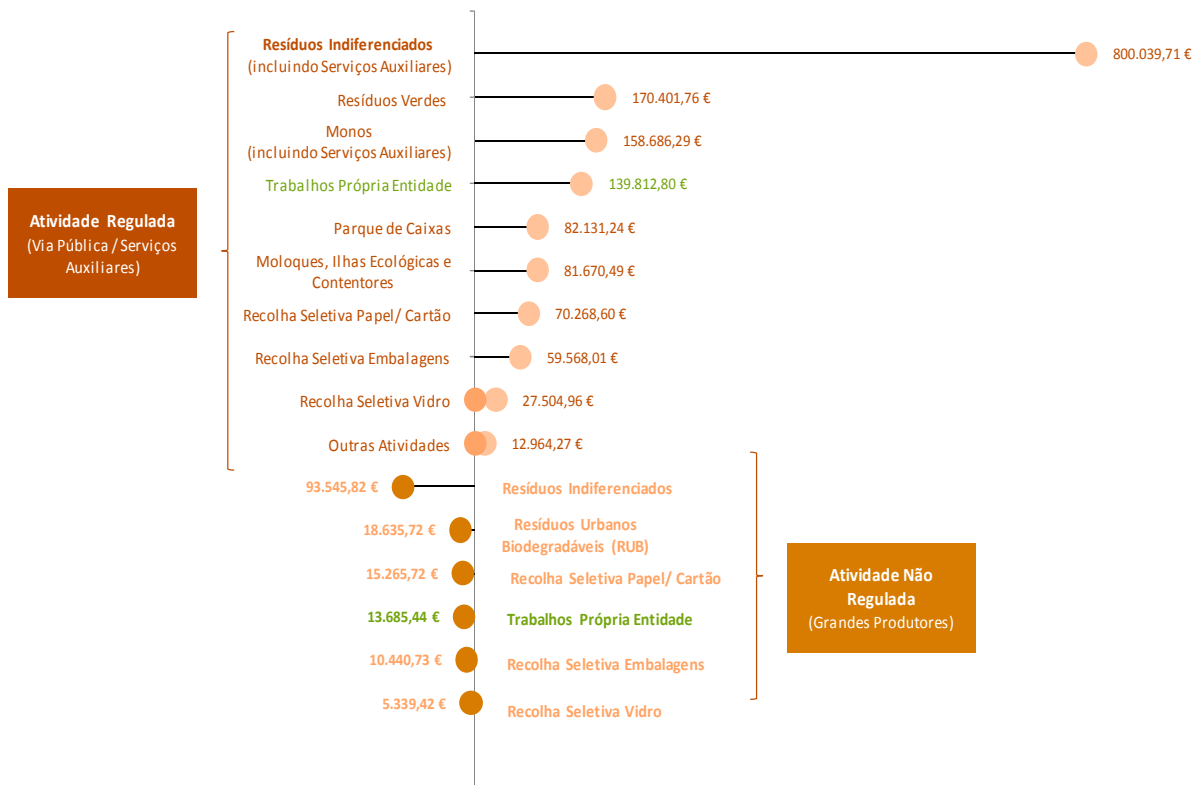 Resíduos Indiferenciados
(incluindo Serviços Auxiliares)
800.039,71 €
Resíduos Verdes
170.401,76 €
Monos
(incluindo Serviços Auxiliares)
158.686,29 €
Trabalhos Própria Entidade
139.812,80 €
Atividade Regulada
(Via Pública / Serviços
Auxiliares)
Parque de Caixas
82.131,24 €
Moloques, Ilhas Ecológicas e
Contentores
81.670,49 €
Recolha Seletiva Papel/ Cartão
70.268,60 €
Recolha Seletiva Embalagens
59.568,01 €
Recolha Seletiva Vidro
27.504,96 €
Outras Atividades
12.964,27 €
93.545,82 €
Resíduos Indiferenciados
18.635,72 €
Resíduos Urbanos
Biodegradáveis (RUB)
15.265,72 €
Recolha Seletiva Papel/ Cartão
Atividade Não
Regulada
(Grandes Produtores)
13.685,44 €
Trabalhos Própria Entidade
10.440,73 €
Recolha Seletiva Embalagens
5.339,42 €
Recolha Seletiva Vidro